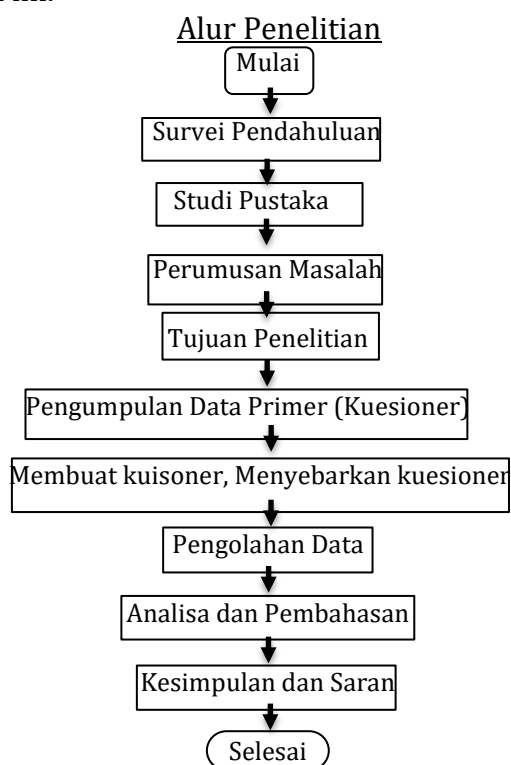 Alur Penelitian
Mulai
Survei Pendahuluan
Studi Pustaka
Perumusan Masalah
Tujuan Penelitian
Pengumpulan Data Primer (Kuesioner)
Membuat kuisoner, Menyebarkan kuesioner
Pengolahan Data
Analisa dan Pembahasan
Kesimpulan dan Saran
Selesai